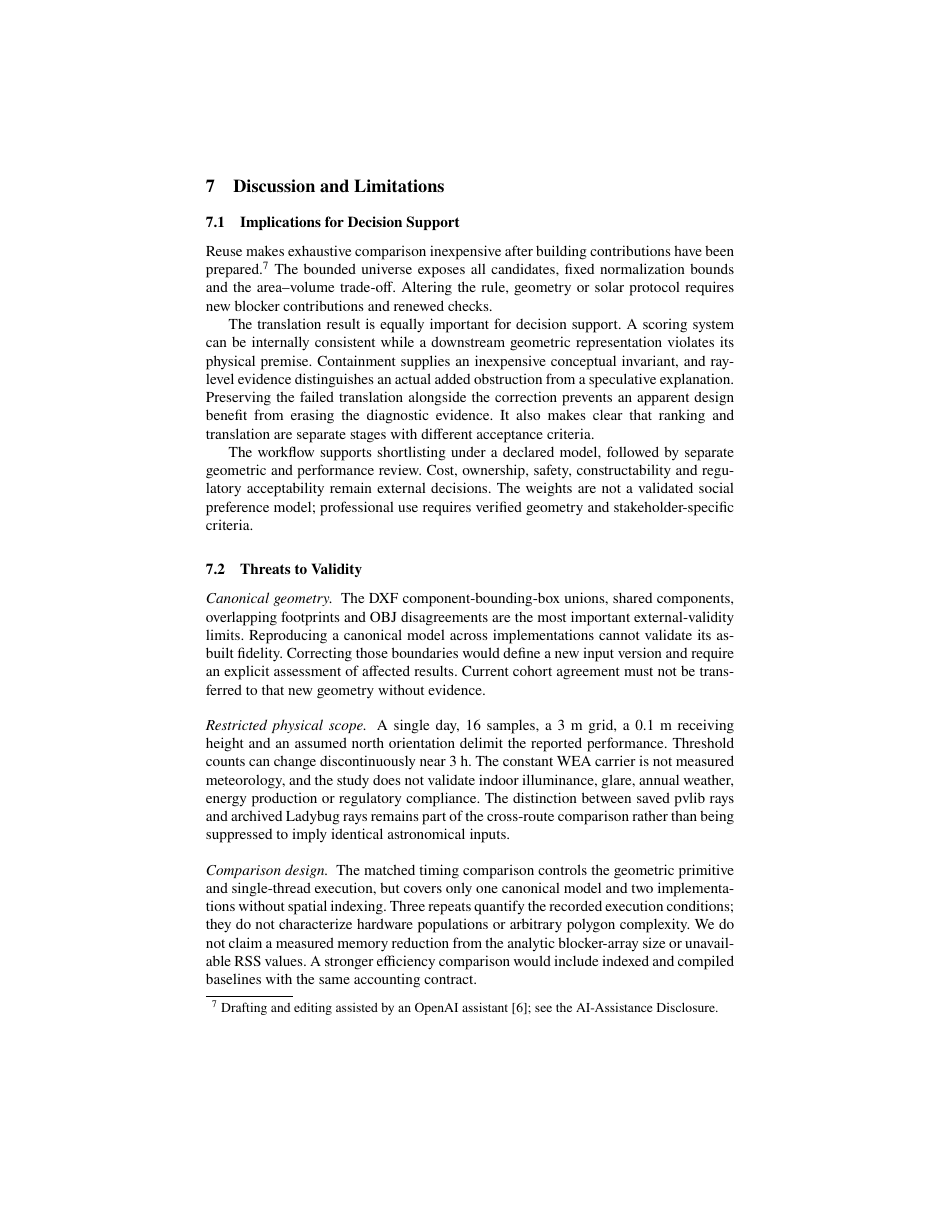 7 Discussion and Limitations
7.1 Implications for Decision Support
Reuse makes exhaustive comparison inexpensive after building contributions have been
prepared.7 The bounded universe exposes all candidates, fixed normalization bounds
and the area–volume trade-off. Altering the rule, geometry or solar protocol requires
new blocker contributions and renewed checks.
The translation result is equally important for decision support. A scoring system
can be internally consistent while a downstream geometric representation violates its
physical premise. Containment supplies an inexpensive conceptual invariant, and ray-
level evidence distinguishes an actual added obstruction from a speculative explanation.
Preserving the failed translation alongside the correction prevents an apparent design
benefit from erasing the diagnostic evidence. It also makes clear that ranking and
translation are separate stages with different acceptance criteria.
The workflow supports shortlisting under a declared model, followed by separate
geometric and performance review. Cost, ownership, safety, constructability and regu-
latory acceptability remain external decisions. The weights are not a validated social
preference model; professional use requires verified geometry and stakeholder-specific
criteria.
7.2 Threats to Validity
Canonical geometry. The DXF component-bounding-box unions, shared components,
overlapping footprints and OBJ disagreements are the most important external-validity
limits. Reproducing a canonical model across implementations cannot validate its as-
built fidelity. Correcting those boundaries would define a new input version and require
an explicit assessment of affected results. Current cohort agreement must not be trans-
ferred to that new geometry without evidence.
Restricted physical scope. A single day, 16 samples, a 3 m grid, a 0.1 m receiving
height and an assumed north orientation delimit the reported performance. Threshold
counts can change discontinuously near 3 h. The constant WEA carrier is not measured
meteorology, and the study does not validate indoor illuminance, glare, annual weather,
energy production or regulatory compliance. The distinction between saved pvlib rays
and archived Ladybug rays remains part of the cross-route comparison rather than being
suppressed to imply identical astronomical inputs.
Comparison design. The matched timing comparison controls the geometric primitive
and single-thread execution, but covers only one canonical model and two implementa-
tions without spatial indexing. Three repeats quantify the recorded execution conditions;
they do not characterize hardware populations or arbitrary polygon complexity. We do
not claim a measured memory reduction from the analytic blocker-array size or unavail-
able RSS values. A stronger efficiency comparison would include indexed and compiled
baselines with the same accounting contract.
7 Drafting and editing assisted by an OpenAI assistant [6]; see the AI-Assistance Disclosure.